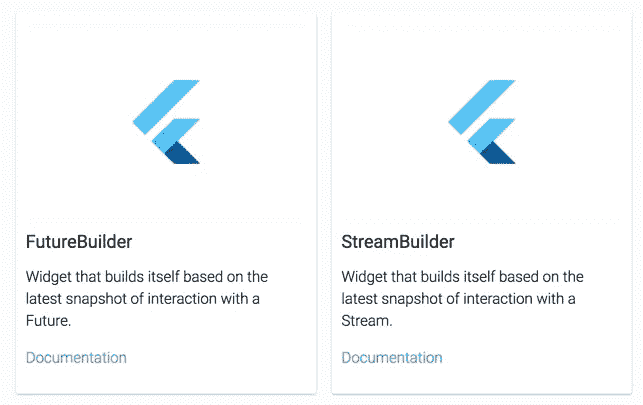 FutureBuilder
Widget that builds itself based on the
latest snapshot of interaction with a
Future.
Documentation
StreamBuilder
Widget that builds itself based on the
latest snapshot of interaction with a
Stream.
Documentation